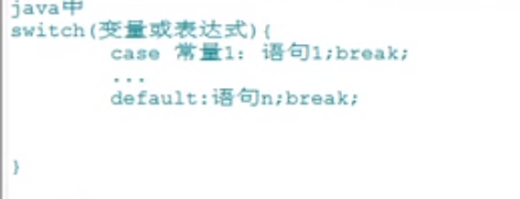 java中
switch(变量或表达式){
case 常量1: 语句1;break;
...
default:语句n;break;
}